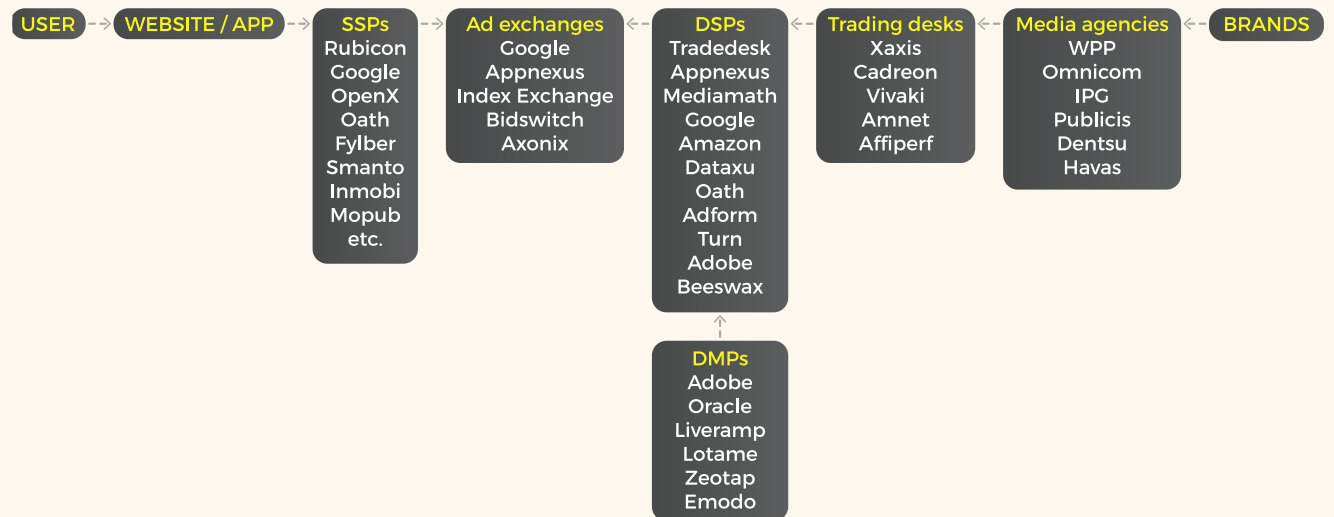 USER
WEBSITE / APP
SSPs
Rubicon
Google
OpenX
Oath
Fylber
Smanto
Inmobi
Mopub
etc.
Ad exchanges
Google
Appnexus
Index Exchange
Bidswitch
Axonix
DSPs
Tradedesk
Appnexus
Mediamath
Google
Amazon
Dataxu
Oath
Adform
Turn
Adobe
Beeswax
DMPs
Adobe
Oracle
Liveramp
Lotame
Zeotap
Emodo
Trading desks
Xaxis
Cadreon
Vivaki
Amnet
Affiperf
Media agencies
WPP
Omnicom
IPG
Publicis
Dentsu
Havas
BRANDS